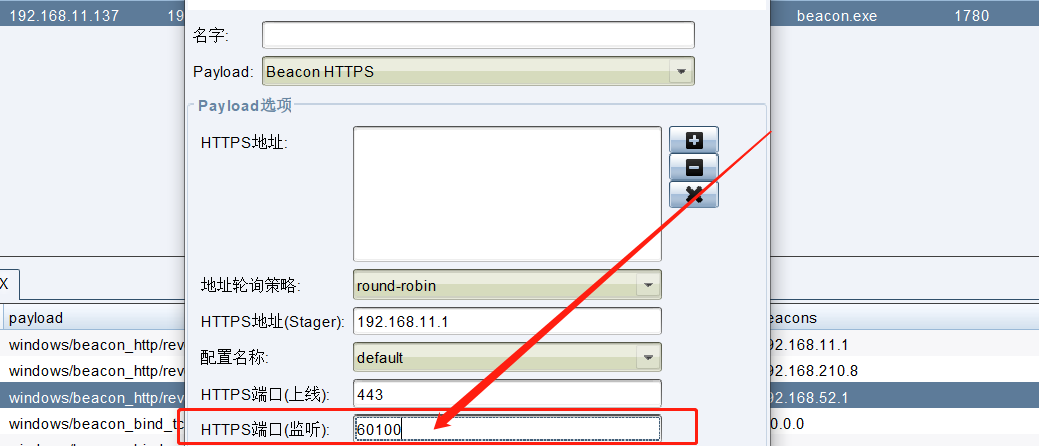 192.168.11.137 19 beacon.exe 1780
名字:
Payload: Beacon HTTPS
Payload选项
HTTPS地址:
地址轮询策略: round-robin
HTTPS地址(Stager): 192.168.11.1
配置名称: default
HTTPS端口(上线): 443
HTTPS端口(监听): 60100
X
payload
windows/beacon_http/rev
windows/beacon_http/rev
windows/beacon_http/rev
windows/beacon_bind_tc
eacons
92.168.11.1
92.168.210.8
92.168.52.1
0.0.0